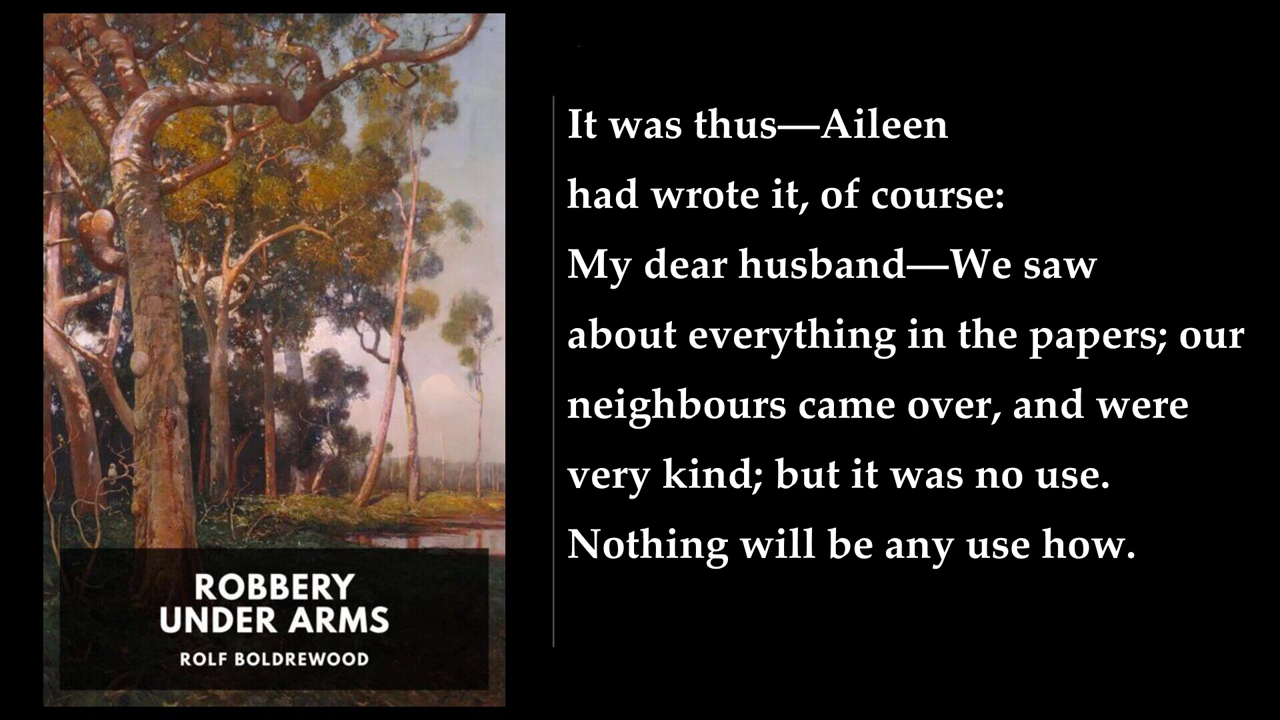 ROBBERY
UNDER ARMS
ROLF BOLDREWOOD
It was thus—Aileen
had wrote it, of course:
My dear husband—We saw
about everything in the papers; our
neighbours came over, and were
very kind; but it was no use.
Nothing will be any use how.